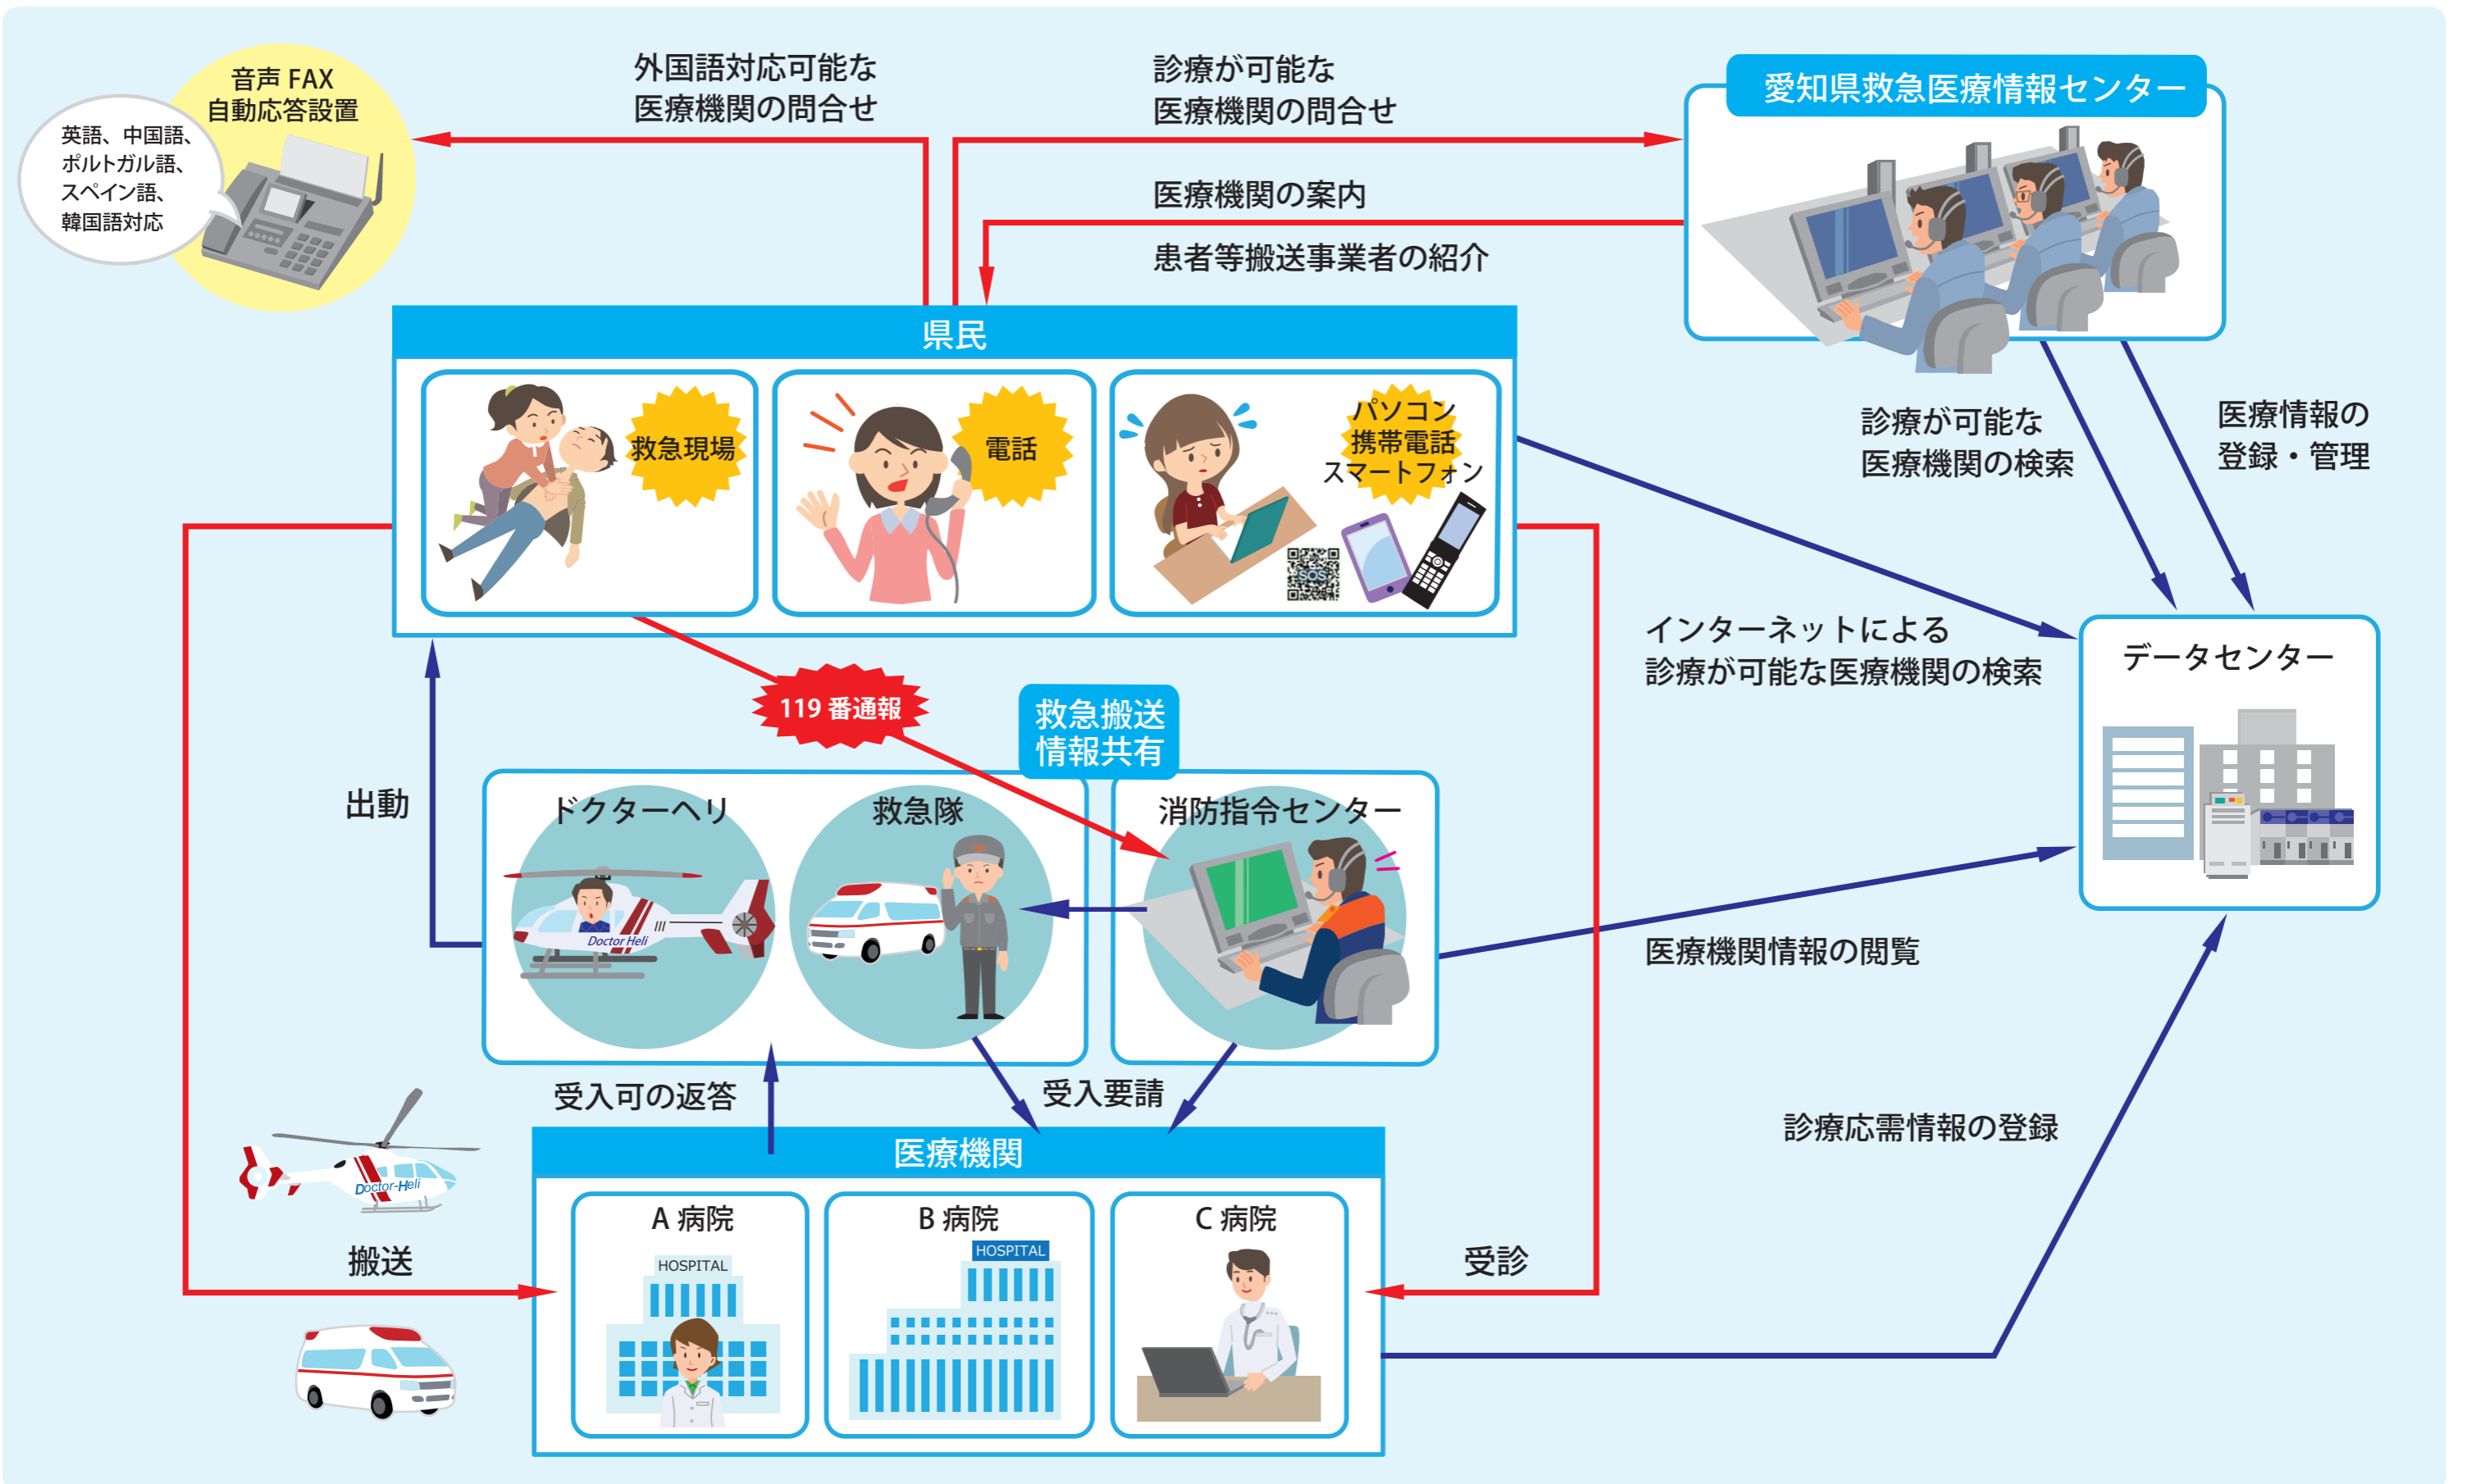 音声 FAX
自動応答設置
英語、中国語、
ポルトガル語、
スペイン語、
韓国語対応
外国語対応可能な
医療機関の問合せ
診療が可能な
医療機関の問合せ
医療機関の案内
患者等搬送事業者の紹介
愛知県救急医療情報センター
県民
救急現場
電話
パソコン
携帯電話
スマートフォン
SOS
診療が可能な
医療機関の検索
医療情報の
登録・管理
インターネットによる
診療が可能な医療機関の検索
データセンター
119 番通報
救急搬送
情報共有
出動
ドクターヘリ
Doctor Heli
救急隊
消防指令センター
医療機関情報の閲覧
受入可の返答
受入要請
診療応需情報の登録
Doctor-Heli
搬送
医療機関
A 病院
HOSPITAL
B 病院
HOSPITAL
C 病院
受診